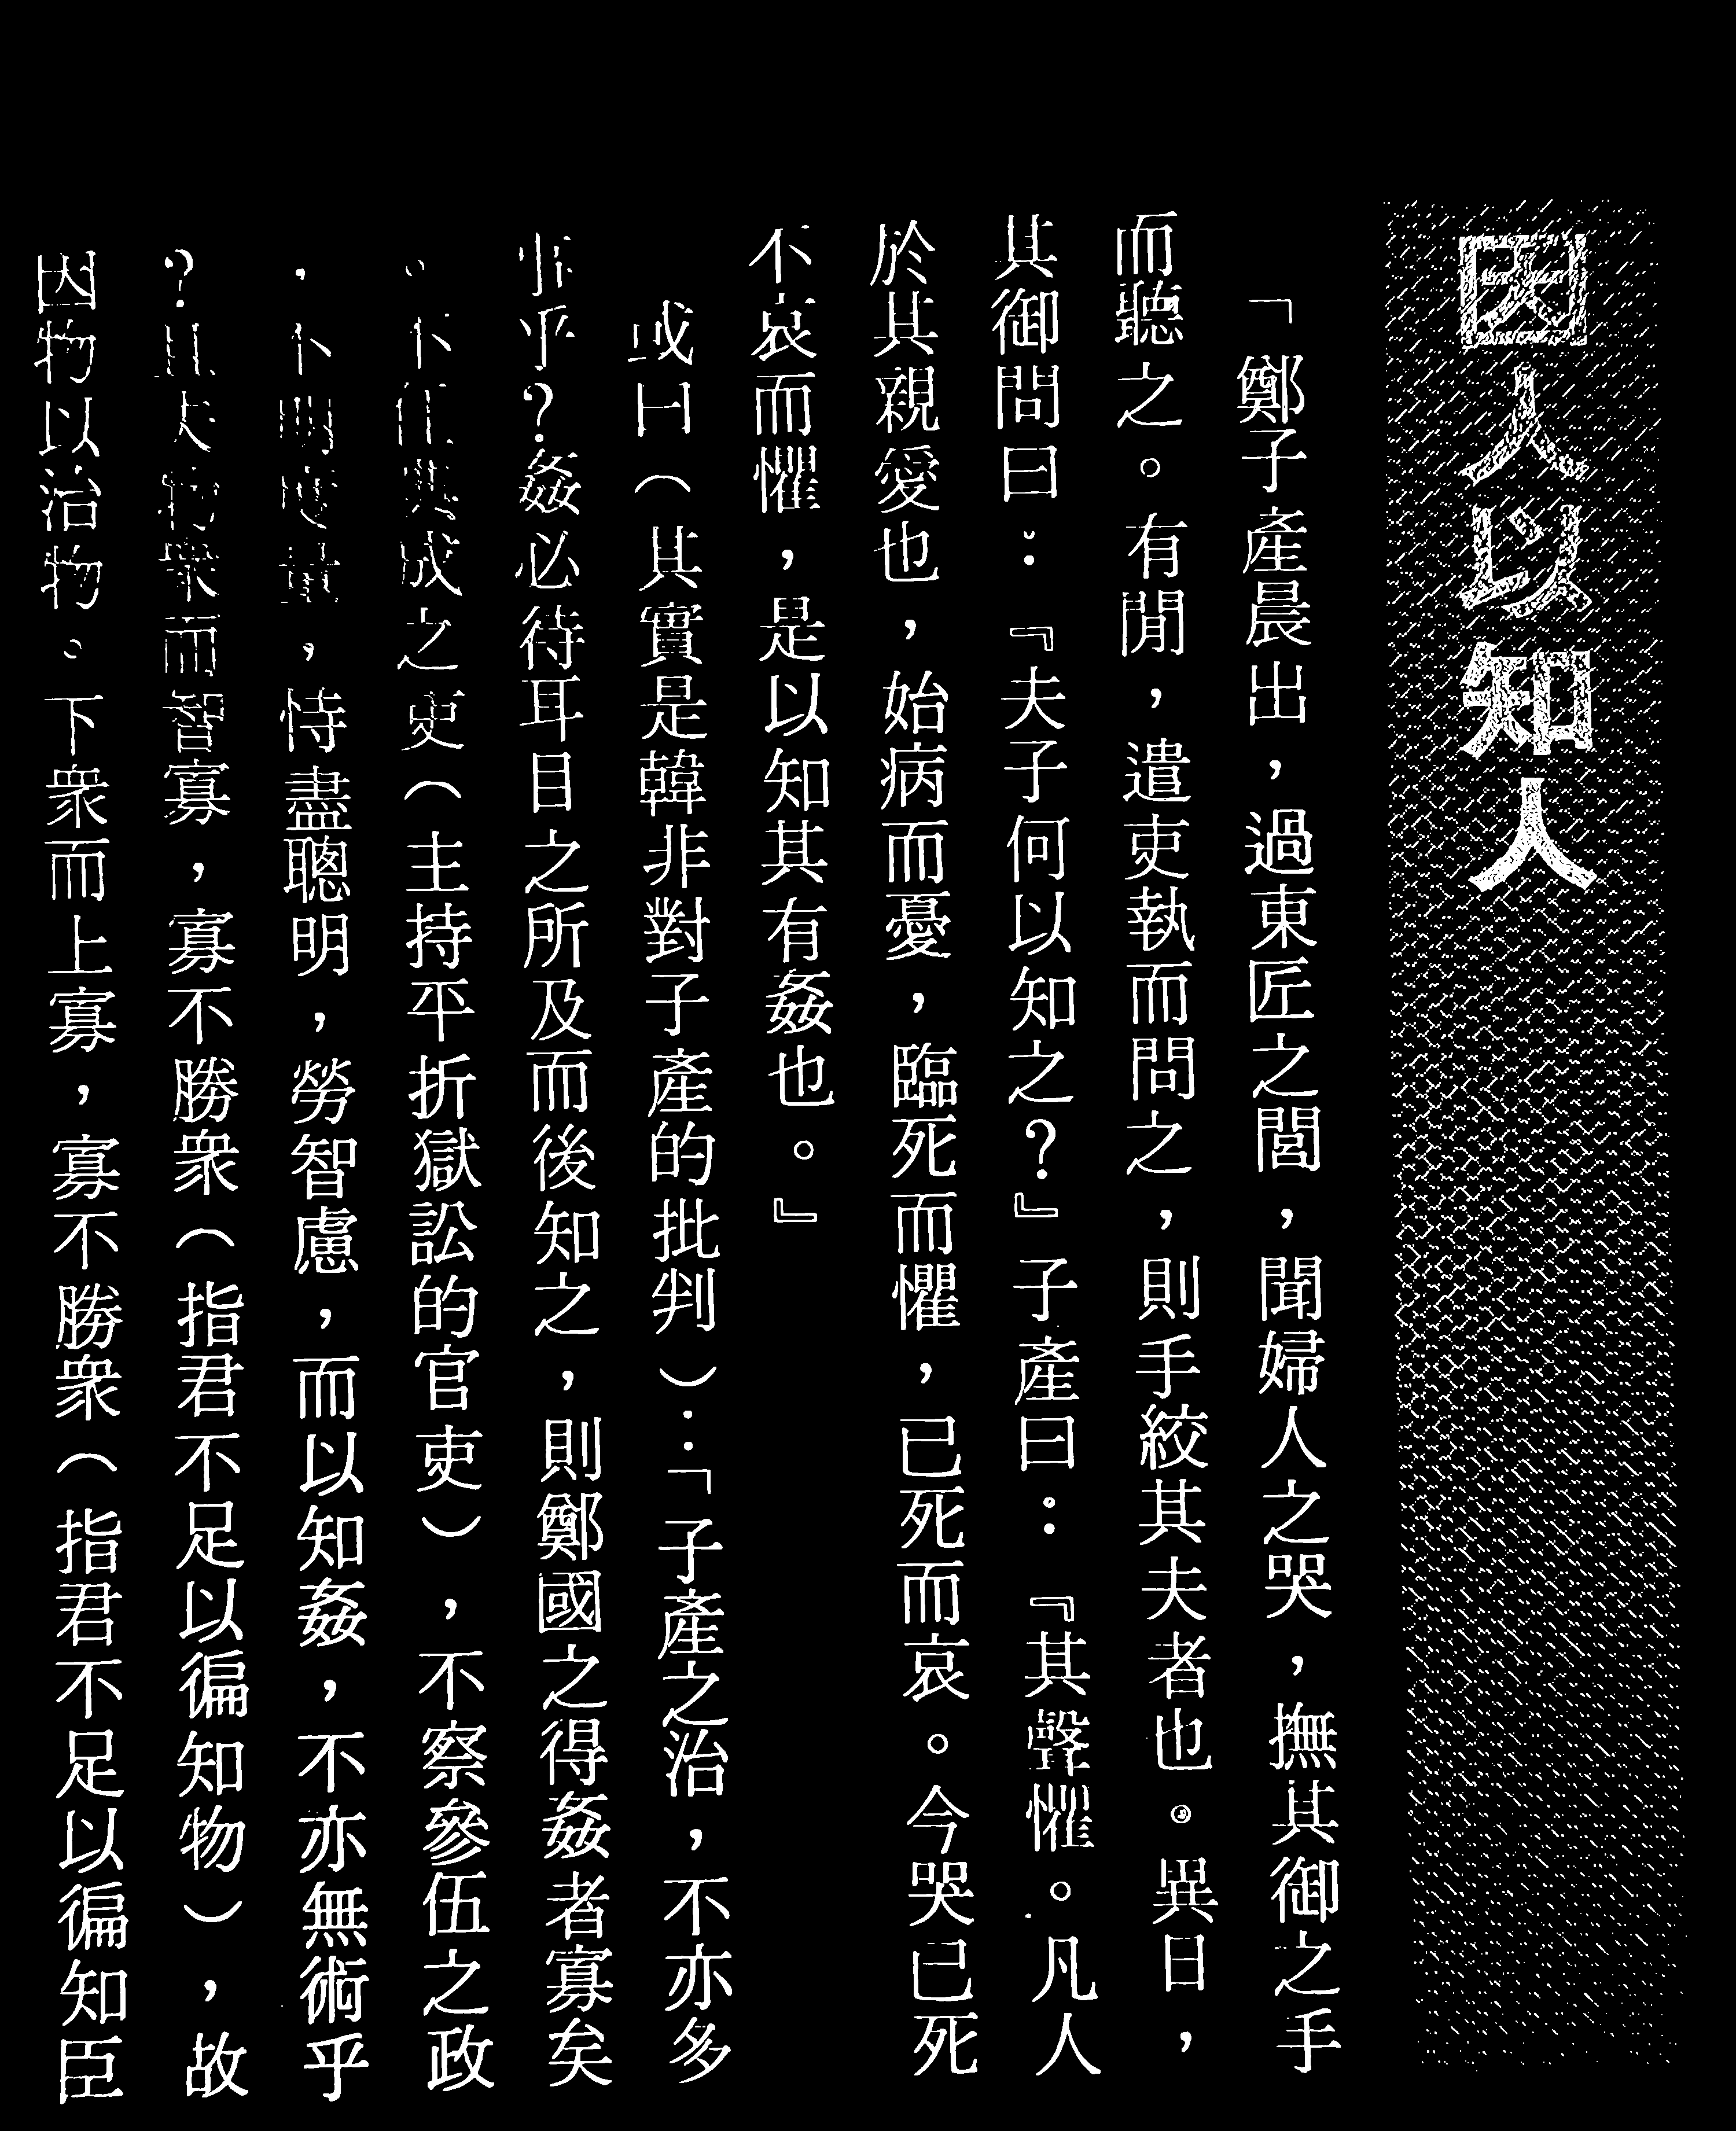 因人以知人
「鄭子產晨出，過東匠之閭，聞婦人之哭，撫其御之手
而聽之。有閒，遣吏執而問之，則手絞其夫者也。異日，
其御問曰：『夫子何以知之？』子產曰：『其聲懼。凡人
於其親愛也，始病而憂，臨死而懼，已死而哀。今哭已死
不哀而懼，是以知其有姦也。』
或曰（其實是韓非對子產的批判）：「子產之治，不亦多
事乎？姦必待耳目之所及而後知之，則鄭國之得姦者寡矣
。不任典成之吏（主持平折獄訟的官吏），不察參伍之政
，不明度量，恃盡聰明，勞智慮，而以知姦，不亦無術乎
？且夫物衆而智寡，寡不勝衆（指君不足以徧知物），故
因物以治物。下衆而上寡，寡不勝衆（指君不足以徧知臣